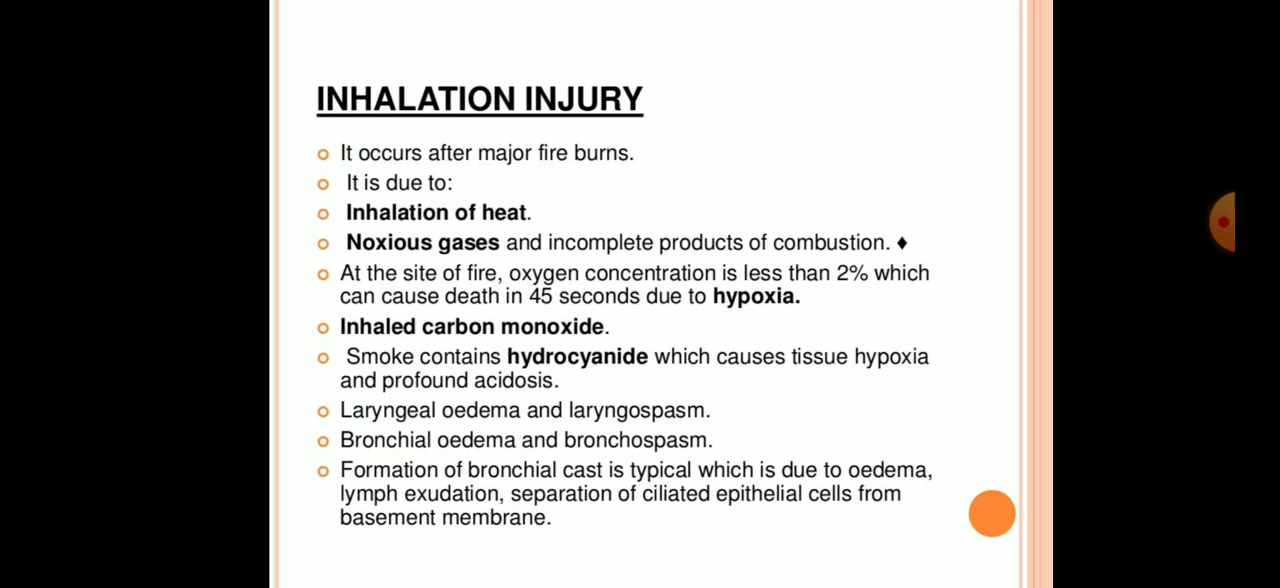 INHALATION INJURY
It occurs after major fire burns.
It is due to:
Inhalation of heat.
Noxious gases and incomplete products of combustion. ♦
At the site of fire, oxygen concentration is less than 2% which
can cause death in 45 seconds due to hypoxia.
Inhaled carbon monoxide.
Smoke contains hydrocyanide which causes tissue hypoxia
and profound acidosis.
Laryngeal oedema and laryngospasm.
Bronchial oedema and bronchospasm.
Formation of bronchial cast is typical which is due to oedema,
lymph exudation, separation of ciliated epithelial cells from
basement membrane.